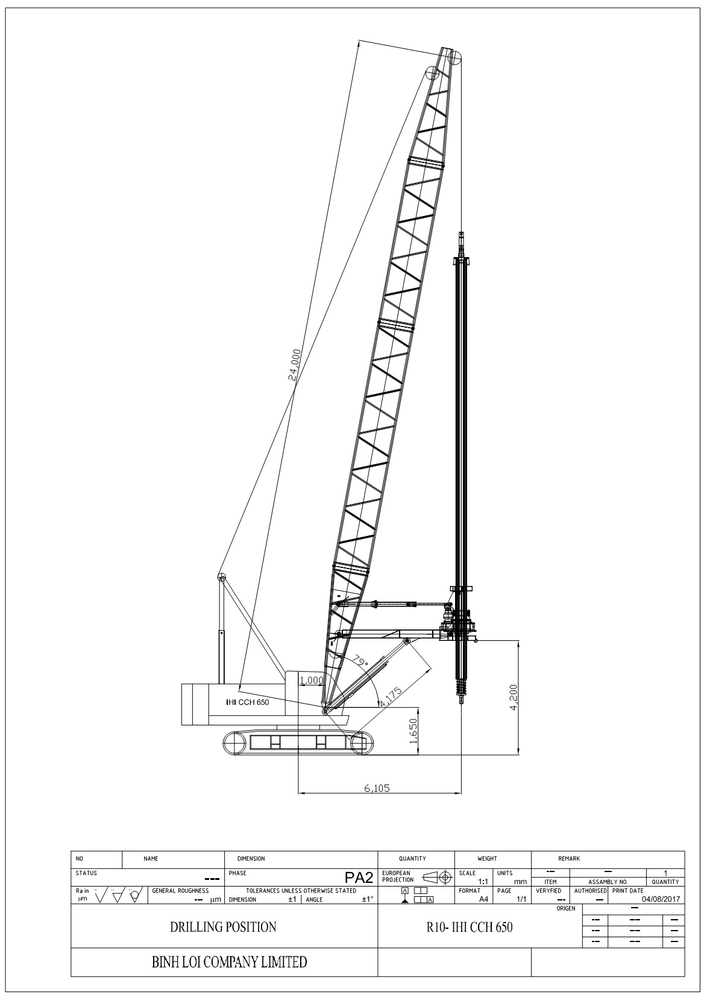 24,000
79°
1,000
4,175
IHI CCH 650
4,200
1,650
6,105
NO NAME DIMENSION QUANTITY WEIGHT REMARK
STATUS --- PHASE PA2 EUROPEAN PROJECTION SCALE 1:1 UNITS mm -- — 1
ITEM ASSAMBLY NO. QUANTITY
Ra in µm GENERAL ROUGHNESS -- µm TOLERANCES UNLESS OTHERWISE STATED A FORMAT A4 PAGE 1/1 VERYFIED -- AUTHORISED — PRINT DATE 04/08/2017
DIMENSION ±1 ANGLE ±1° A
ORIGEN —
DRILLING POSITION R10- IHI CCH 650
-- -- —
-- -- —
-- -- —
BINH LOI COMPANY LIMITED